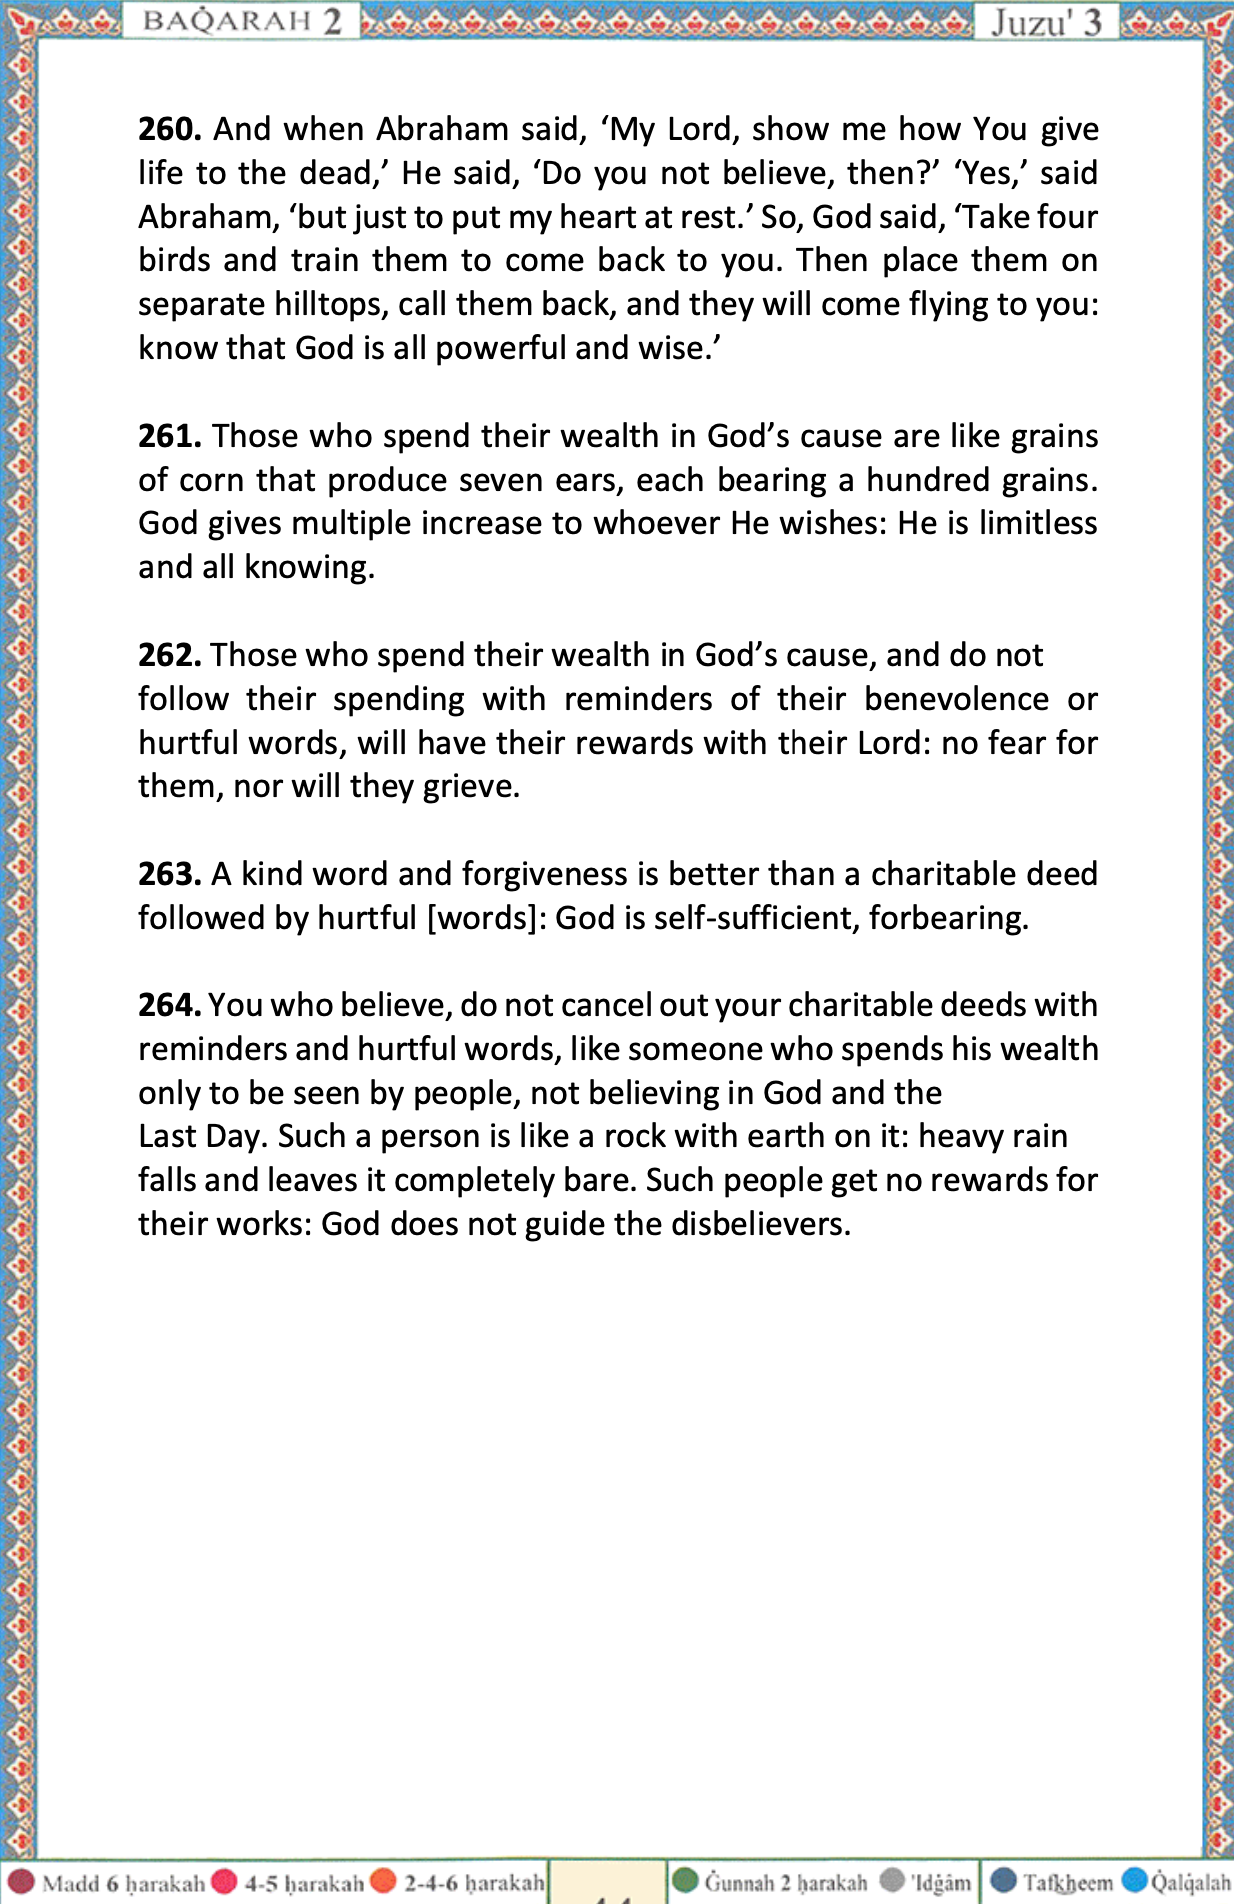 BAQ̇ARAH 2
Juzu' 3
260. And when Abraham said, ‘My Lord, show me how You give
life to the dead,’ He said, ‘Do you not believe, then?’ ‘Yes,’ said
Abraham, ‘but just to put my heart at rest.’ So, God said, ‘Take four
birds and train them to come back to you. Then place them on
separate hilltops, call them back, and they will come flying to you:
know that God is all powerful and wise.’
261. Those who spend their wealth in God’s cause are like grains
of corn that produce seven ears, each bearing a hundred grains.
God gives multiple increase to whoever He wishes: He is limitless
and all knowing.
262. Those who spend their wealth in God’s cause, and do not
follow their spending with reminders of their benevolence or
hurtful words, will have their rewards with their Lord: no fear for
them, nor will they grieve.
263. A kind word and forgiveness is better than a charitable deed
followed by hurtful [words]: God is self-sufficient, forbearing.
264. You who believe, do not cancel out your charitable deeds with
reminders and hurtful words, like someone who spends his wealth
only to be seen by people, not believing in God and the
Last Day. Such a person is like a rock with earth on it: heavy rain
falls and leaves it completely bare. Such people get no rewards for
their works: God does not guide the disbelievers.
Madd 6 ḥarakah 4-5 ḥarakah 2-4-6 ḥarakah Ġunnah 2 ḥarakah 'Idġâm Tafk͟heem Q̇alq̇alah